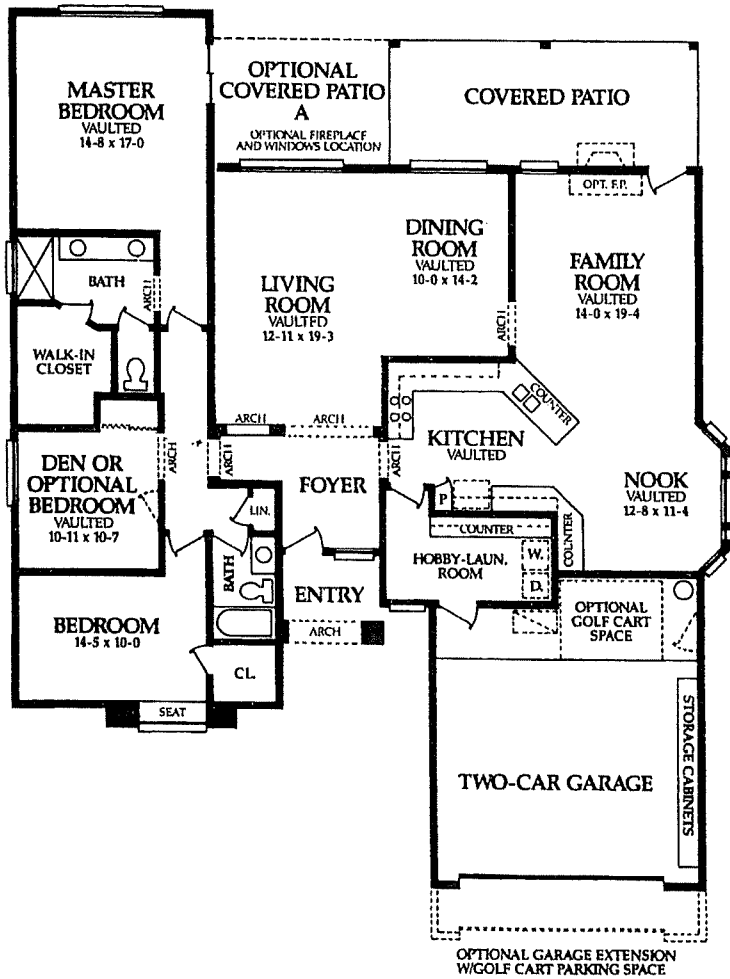 MASTER
BEDROOM
VAULTED
14-8 x 17-0
OPTIONAL
COVERED PATIO
A
OPTIONAL FIREPLACE
AND WINDOWS LOCATION
COVERED PATIO
OPT. F.P.
DINING
ROOM
VAULTED
10-0 x 14-2
FAMILY
ROOM
VAULTED
14-0 x 19-4
LIVING
ROOM
VAULTED
12-11 x 19-3
BATH
ARCH
ARCH
WALK-IN
CLOSET
COUNTER
ARCH
ARCH
KITCHEN
VAULTED
ARCH
ARCH
ARCH
DEN OR
OPTIONAL
BEDROOM
VAULTED
10-11 x 10-7
FOYER
LIN.
P
NOOK
VAULTED
12-8 x 11-4
COUNTER
COUNTER
HOBBY-LAUN.
ROOM
W.
D.
BATH
ENTRY
ARCH
BEDROOM
14-5 x 10-0
CL.
SEAT
OPTIONAL
GOLF CART
SPACE
STORAGE CABINETS
TWO-CAR GARAGE
OPTIONAL GARAGE EXTENSION
W/GOLF CART PARKING SPACE